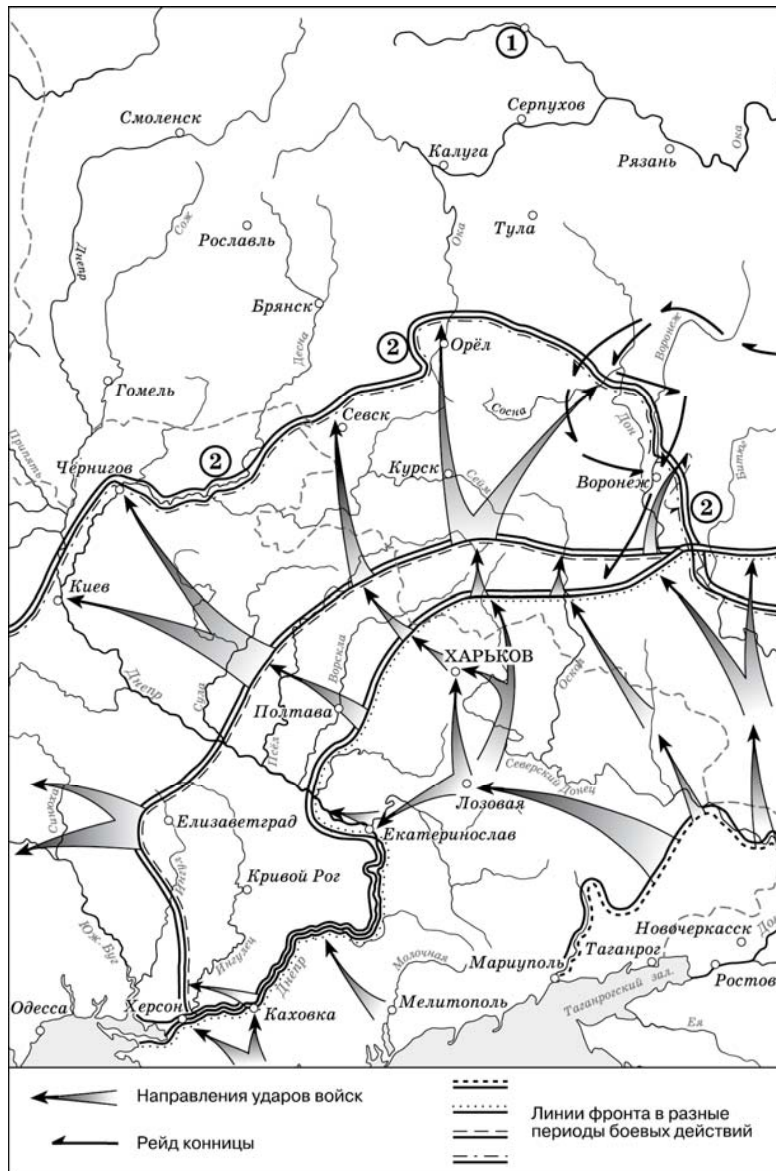 1
Серпухов
Смоленск
Калуга
Рязань
Ока
Сож
Рославль
Ока
Тула
Днепр
Брянск
Воронеж
2
Орёл
Десна
Гомель
Севск
Сосна
Дон
Припять
2
Курск
Сейм
Воронеж
Битюг
Чернигов
2
Киев
Ворскла
ХАРЬКОВ
Оскол
Днепр
Сула
Полтава
Псёл
Северский Донец
Лозовая
Синюха
Елизаветград
Екатеринослав
Ингул
Кривой Рог
Новочеркасск
Дон
Юж. Буг
Ингулец
Днепр
Молочная
Мариуполь
Таганрог
Ростов
Таганрогский зал.
Одесса
Херсон
Каховка
Мелитополь
Ея
Направления ударов войск
Рейд конницы
Линии фронта в разные
периоды боевых действий